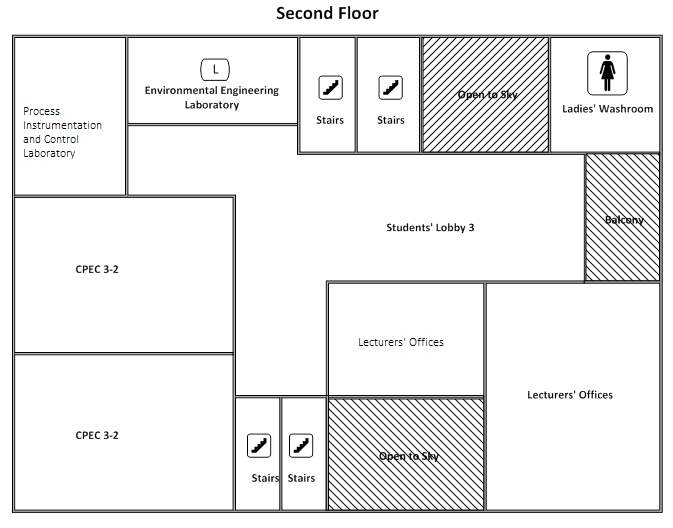 Second Floor
L
Environmental Engineering
Laboratory
Process
Instrumentation
and Control
Laboratory
Stairs
Stairs
Open to Sky
Ladies' Washroom
Students' Lobby 3
Balcony
CPEC 3-2
Lecturers' Offices
Lecturers' Offices
CPEC 3-2
Stairs
Stairs
Open to Sky